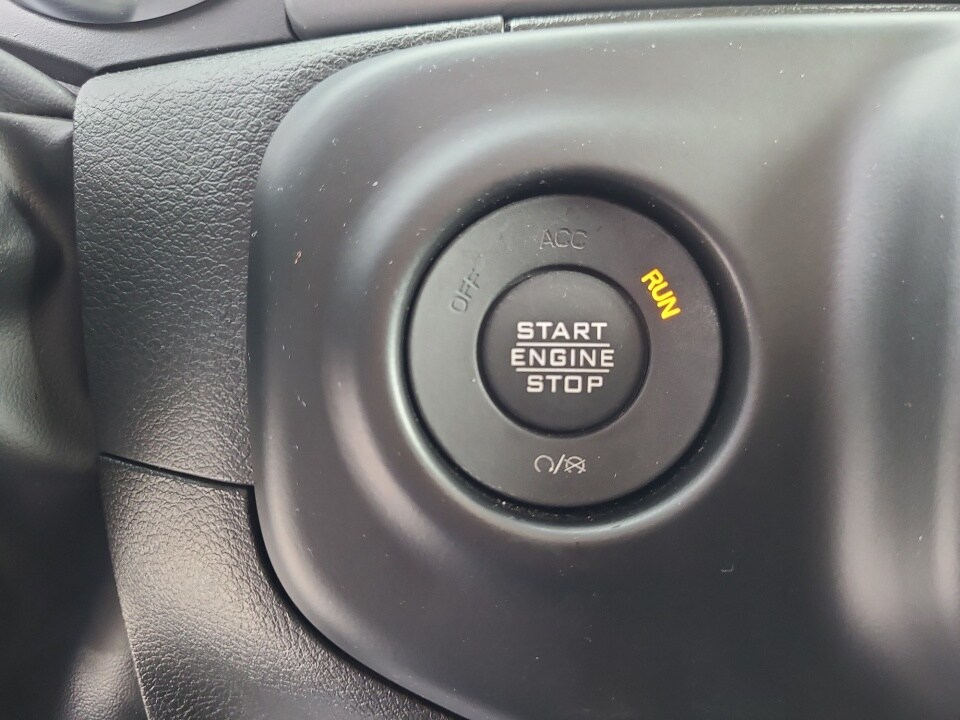 OFF
ACC
RUN
START
ENGINE
STOP